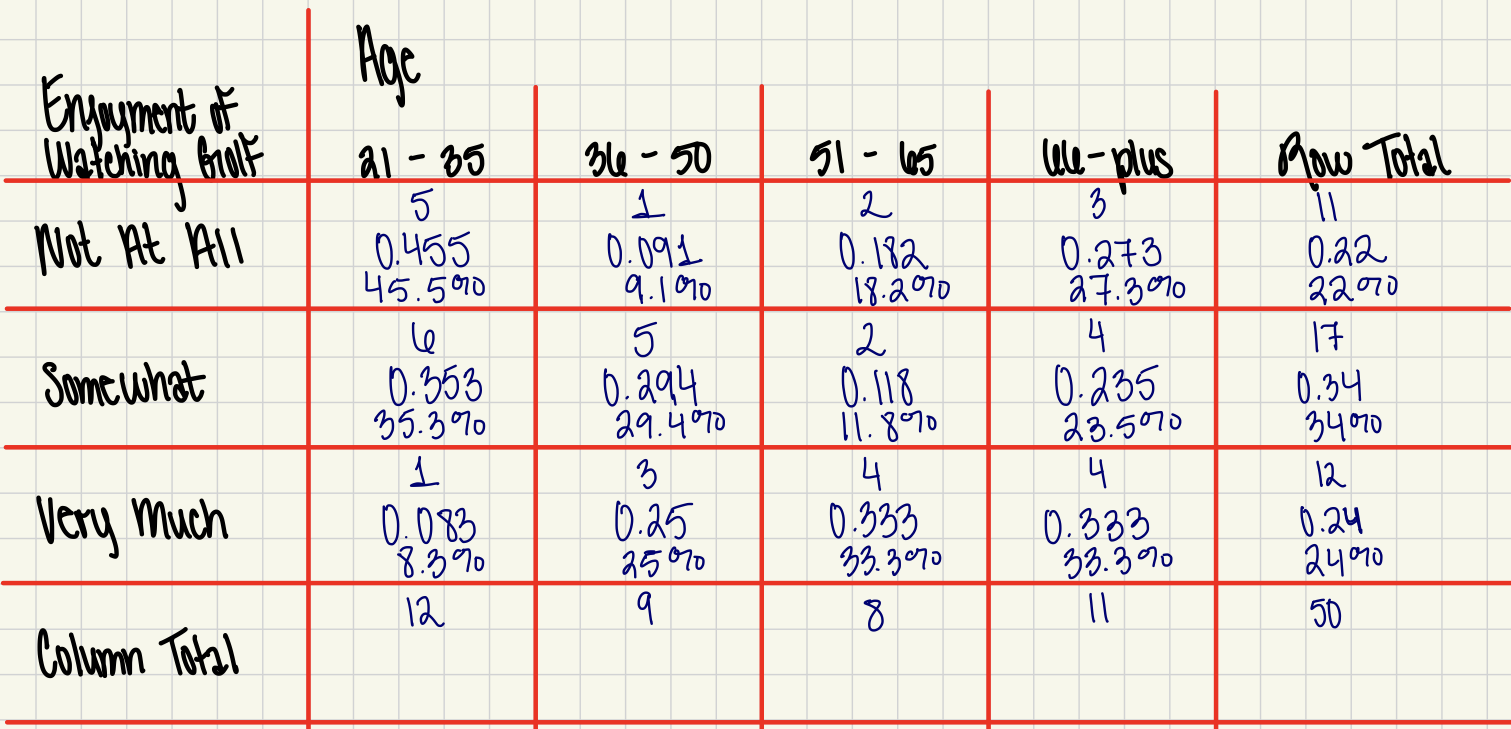 Age
Enjoyment of
Watching Golf 21 - 35 36 - 50 51 - 65 66-plus Row Total
5 1 2 3 11
Not At All 0.455 0.091 0.182 0.273 0.22
45.5% 9.1% 18.2% 27.3% 22%
6 5 2 4 17
Somewhat 0.353 0.294 0.118 0.235 0.34
35.3% 29.4% 11.8% 23.5% 34%
1 3 4 4 12
Very Much 0.083 0.25 0.333 0.333 0.24
8.3% 25% 33.3% 33.3% 24%
12 9 8 11 50
Column Total